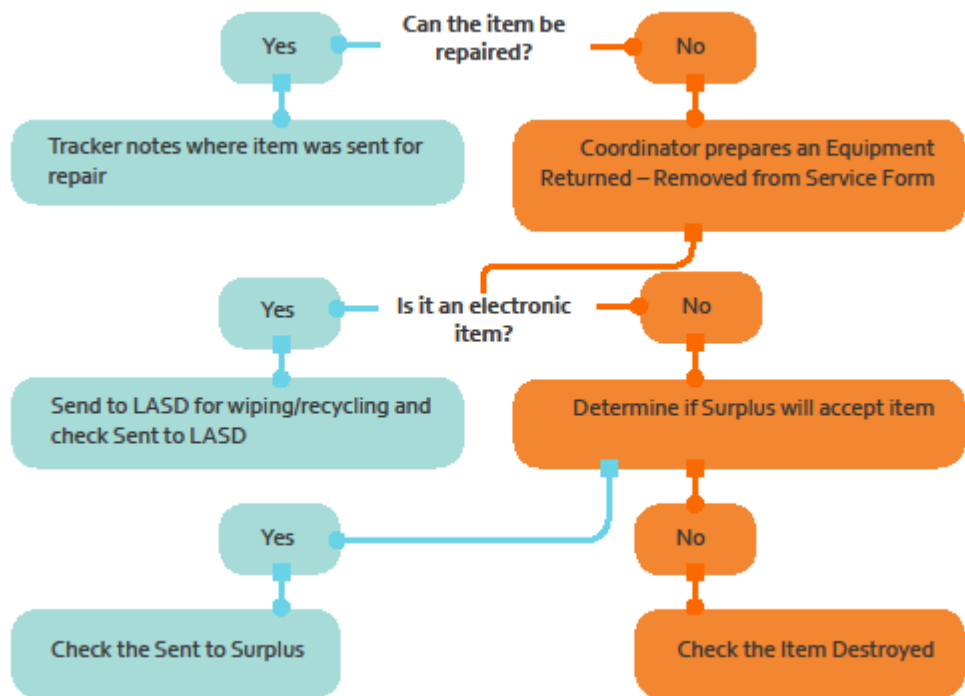 Can the item be
repaired?
Yes
No
Tracker notes where item was sent for
repair
Coordinator prepares an Equipment
Returned – Removed from Service Form
Is it an electronic
item?
Yes
No
Send to LASD for wiping/recycling and
check Sent to LASD
Determine if Surplus will accept item
Yes
No
Check the Sent to Surplus
Check the Item Destroyed